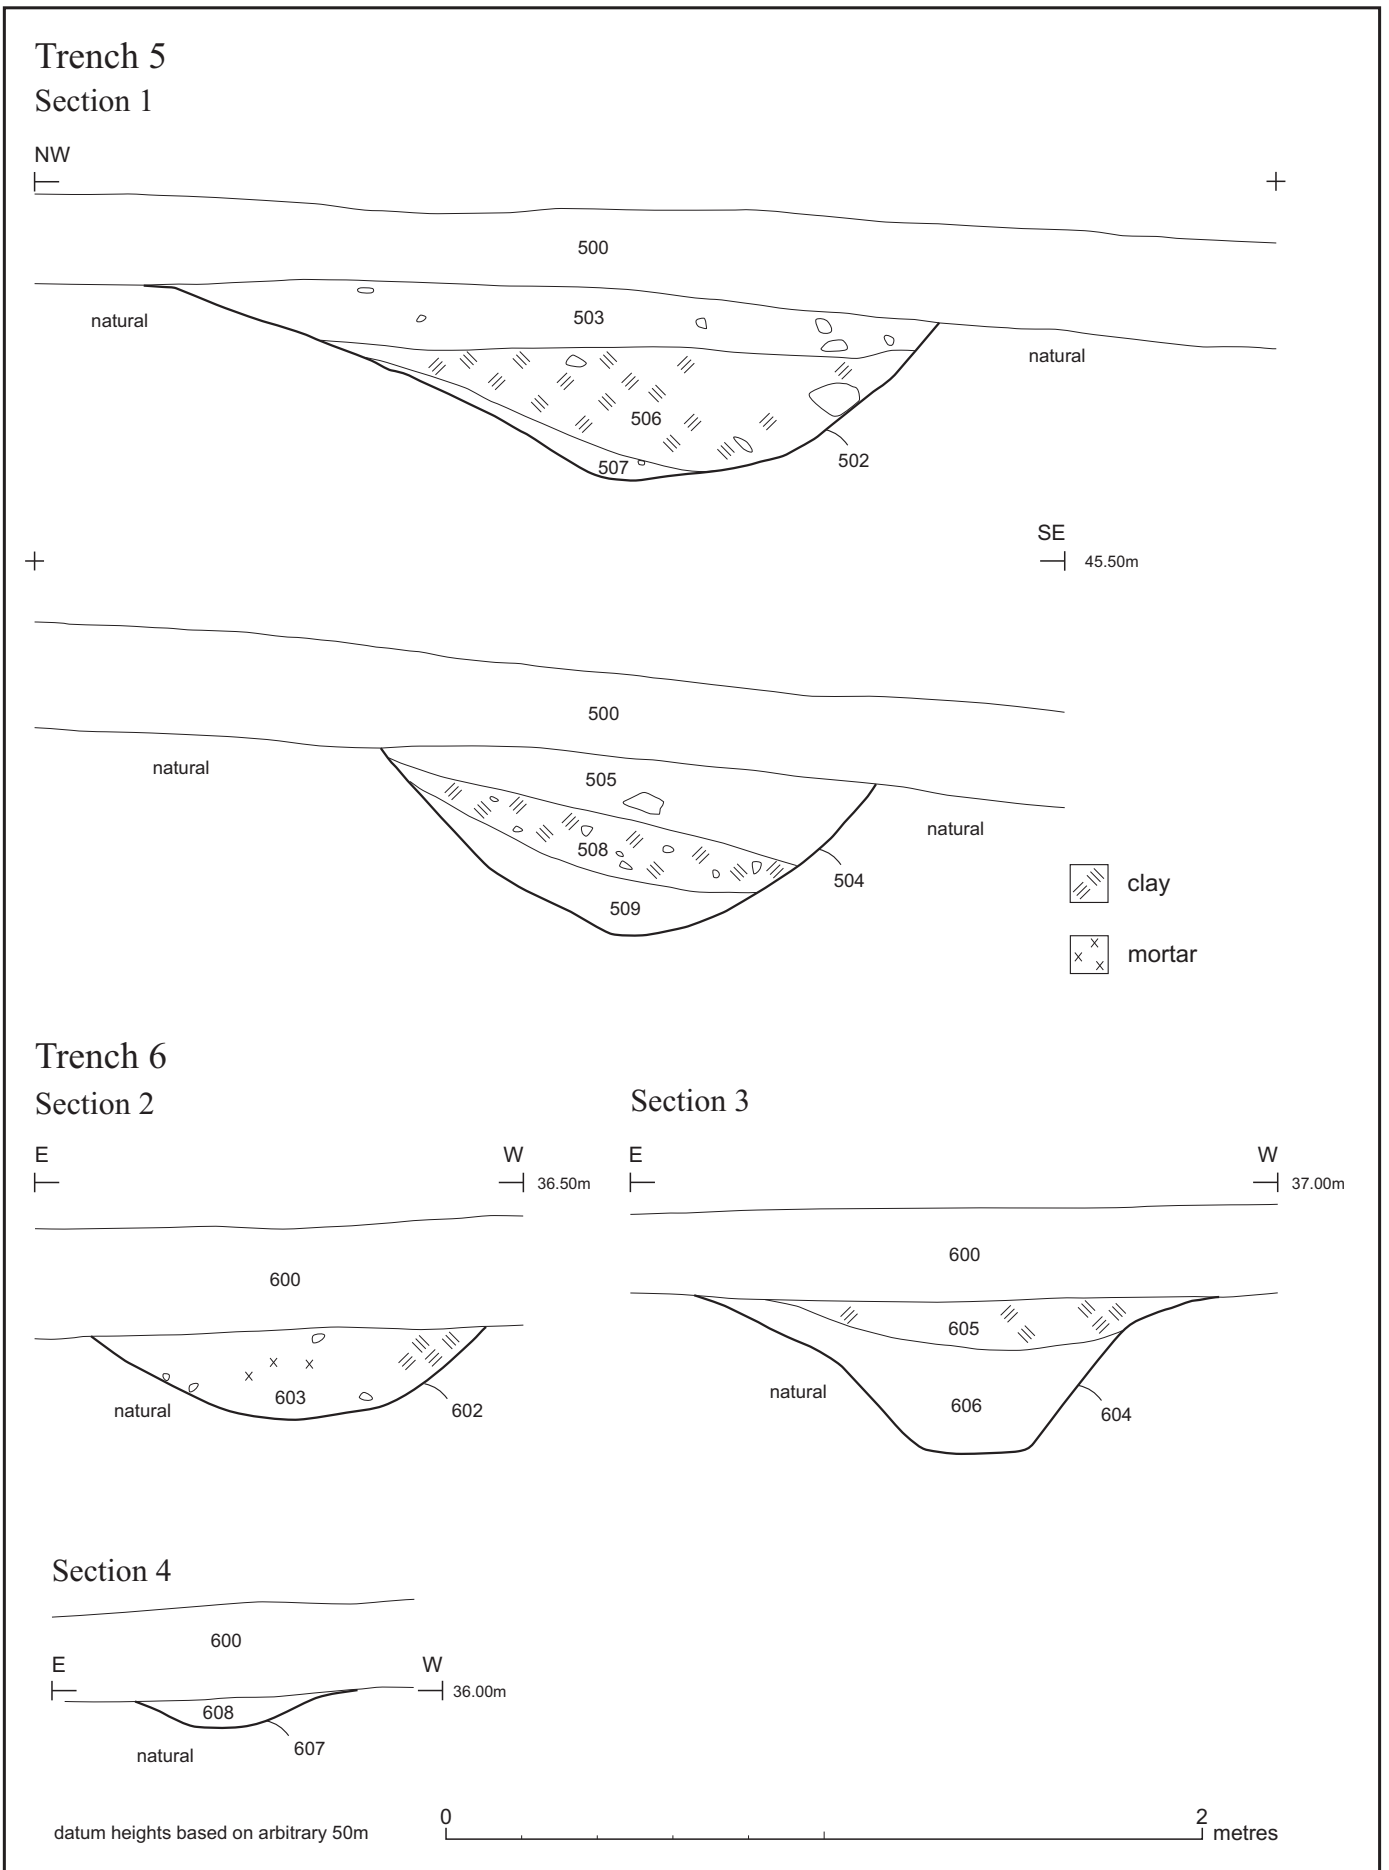 Trench 5
Section 1
NW
500
503
natural
natural
506
507
502
SE
45.50m
500
natural
505
natural
508
504
509
clay
mortar
Trench 6
Section 2
E W
36.50m
600
603
natural
602
Section 3
E W
37.00m
600
605
natural
606
604
Section 4
600
E W
36.00m
608
607
natural
datum heights based on arbitrary 50m
0 2
metres